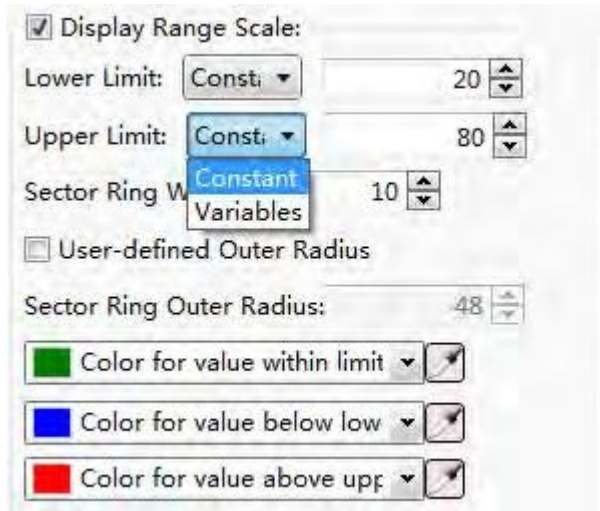 Display Range Scale:
Lower Limit: Const 20
Upper Limit: Const 80
Constant
Sector Ring W 10
Variables
User-defined Outer Radius
Sector Ring Outer Radius: 48
Color for value within limit
Color for value below low
Color for value above upp